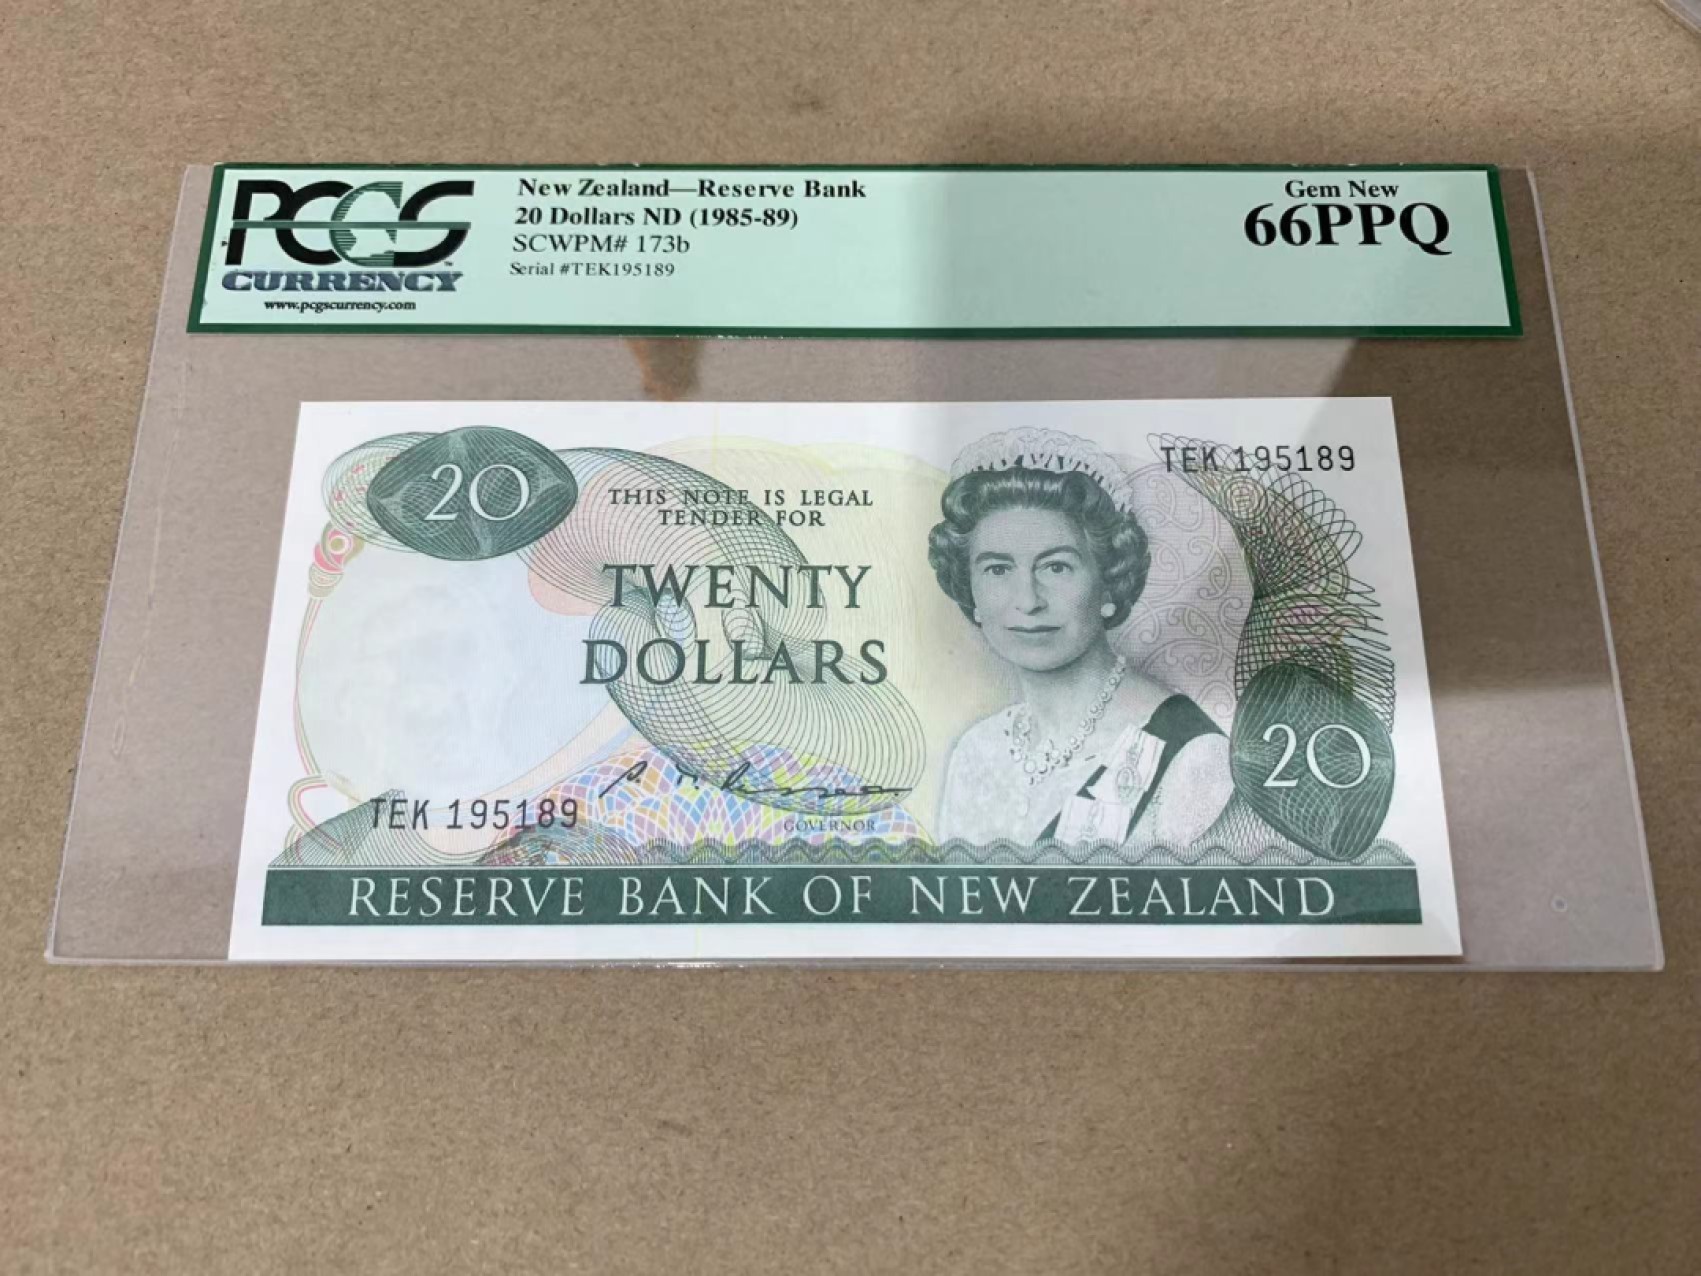 PCGS
CURRENCY
www.pcgscurrency.com
New Zealand—Reserve Bank
20 Dollars ND (1985-89)
SCWPM# 173b
Serial #TEK195189
Gem New
66PPQ
20
THIS NOTE IS LEGAL
TENDER FOR
TWENTY
DOLLARS
TEK 195189
TEK 195189
GOVERNOR
20
RESERVE BANK OF NEW ZEALAND